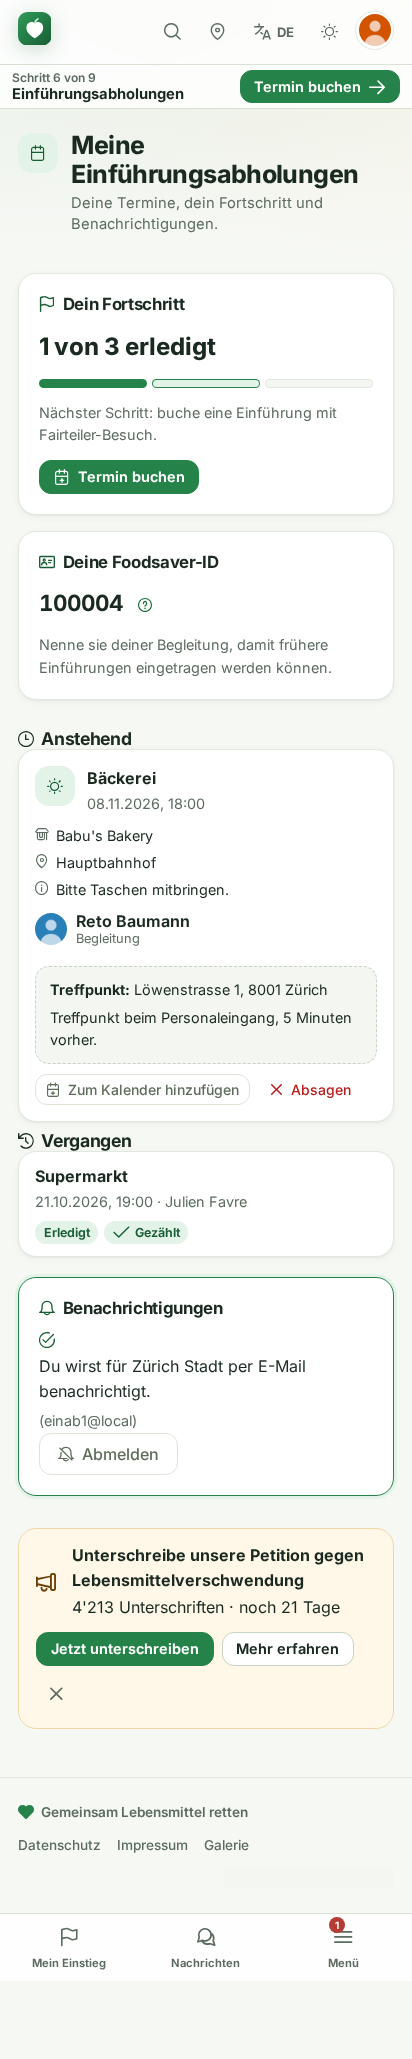 DE
Schritt 6 von 9
Einführungsabholungen
Termin buchen
Meine
Einführungsabholungen
Deine Termine, dein Fortschritt und
Benachrichtigungen.
Dein Fortschritt
1 von 3 erledigt
Nächster Schritt: buche eine Einführung mit
Fairteiler-Besuch.
Termin buchen
Deine Foodsaver-ID
100004
Nenne sie deiner Begleitung, damit frühere
Einführungen eingetragen werden können.
Anstehend
Bäckerei
08.11.2026, 18:00
Babu's Bakery
Hauptbahnhof
Bitte Taschen mitbringen.
Reto Baumann
Begleitung
Treffpunkt: Löwenstrasse 1, 8001 Zürich
Treffpunkt beim Personaleingang, 5 Minuten
vorher.
Zum Kalender hinzufügen
Absagen
Vergangen
Supermarkt
21.10.2026, 19:00 · Julien Favre
Erledigt
Gezählt
Benachrichtigungen
Du wirst für Zürich Stadt per E-Mail
benachrichtigt.
(einab1@local)
Abmelden
Unterschreibe unsere Petition gegen
Lebensmittelverschwendung
4'213 Unterschriften · noch 21 Tage
Jetzt unterschreiben
Mehr erfahren
Gemeinsam Lebensmittel retten
Datenschutz Impressum Galerie
1
Mein Einstieg
Nachrichten
Menü